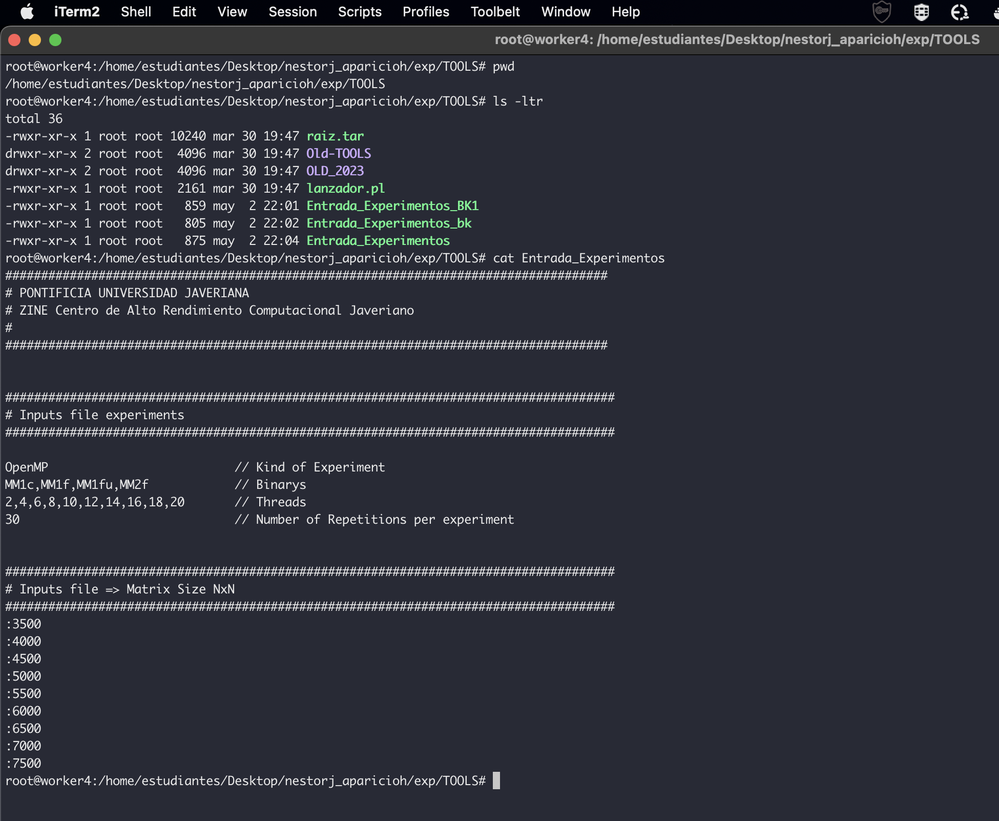 iTerm2 Shell Edit View Session Scripts Profiles Toolbelt Window Help
root@worker4: /home/estudiantes/Desktop/nestorj_aparicioh/exp/TOOLS
root@worker4:/home/estudiantes/Desktop/nestorj_aparicioh/exp/TOOLS# pwd
/home/estudiantes/Desktop/nestorj_aparicioh/exp/TOOLS
root@worker4:/home/estudiantes/Desktop/nestorj_aparicioh/exp/TOOLS# ls -ltr
total 36
-rwxr-xr-x 1 root root 10240 mar 30 19:47 raiz.tar
drwxr-xr-x 2 root root  4096 mar 30 19:47 Old-TOOLS
drwxr-xr-x 2 root root  4096 mar 30 19:47 OLD_2023
-rwxr-xr-x 1 root root  2161 mar 30 19:47 lanzador.pl
-rwxr-xr-x 1 root root   859 may  2 22:01 Entrada_Experimentos_BK1
-rwxr-xr-x 1 root root   805 may  2 22:02 Entrada_Experimentos_bk
-rwxr-xr-x 1 root root   875 may  2 22:04 Entrada_Experimentos
root@worker4:/home/estudiantes/Desktop/nestorj_aparicioh/exp/TOOLS# cat Entrada_Experimentos
####################################################################################
# PONTIFICIA UNIVERSIDAD JAVERIANA
# ZINE Centro de Alto Rendimiento Computacional Javeriano
#
####################################################################################
#####################################################################################
# Inputs file experiments
#####################################################################################
OpenMP                          // Kind of Experiment
MM1c,MM1f,MM1fu,MM2f            // Binarys
2,4,6,8,10,12,14,16,18,20       // Threads
30                              // Number of Repetitions per experiment
#####################################################################################
# Inputs file => Matrix Size NxN
#####################################################################################
:3500
:4000
:4500
:5000
:5500
:6000
:6500
:7000
:7500
root@worker4:/home/estudiantes/Desktop/nestorj_aparicioh/exp/TOOLS#